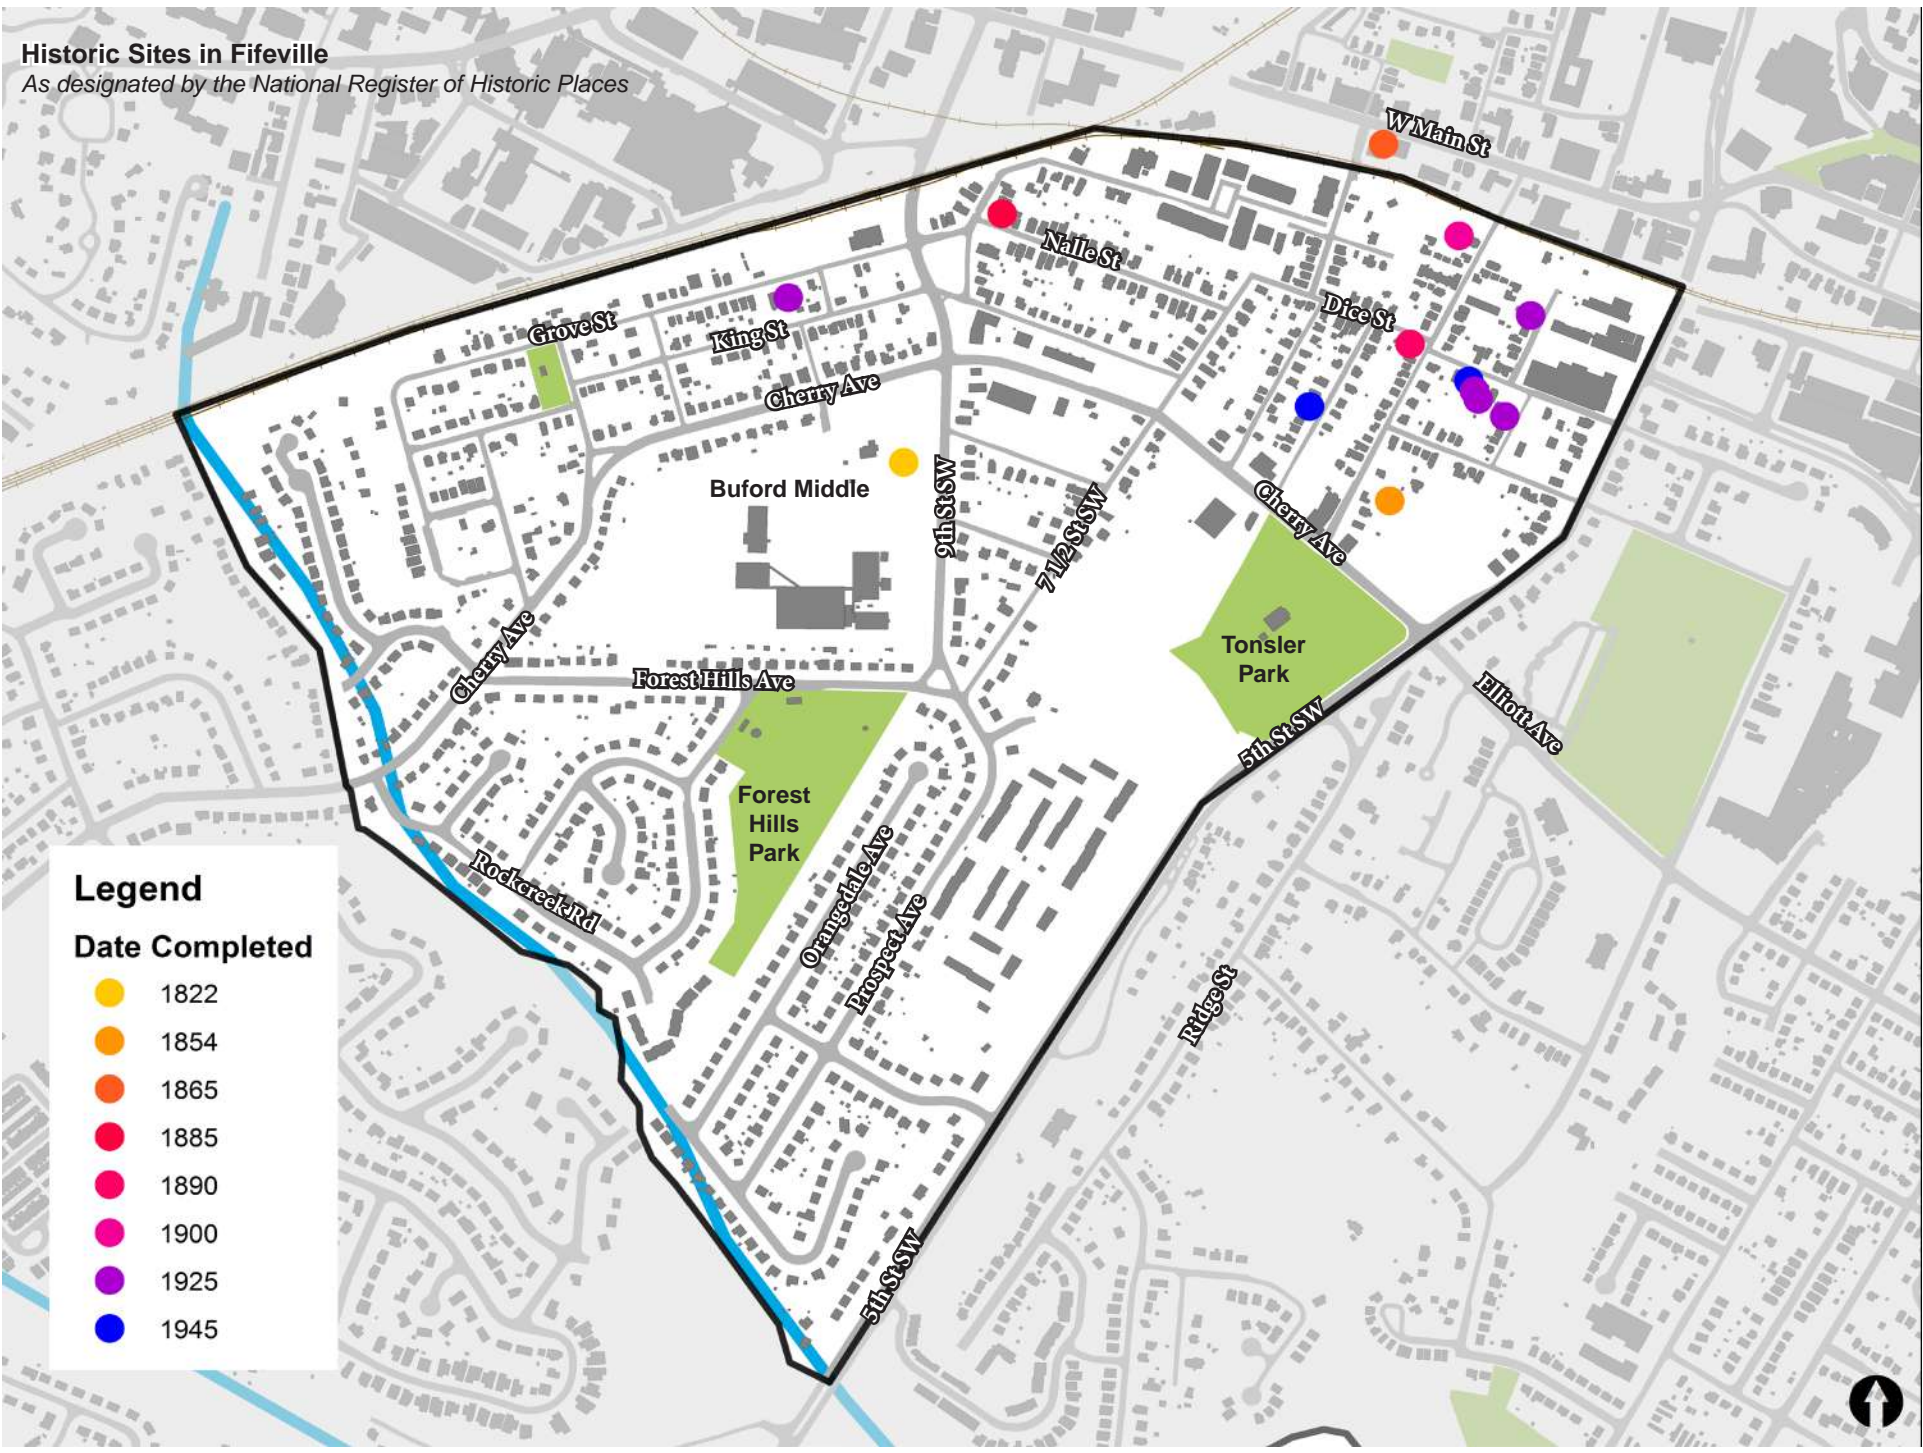 Historic Sites in Fifeville
As designated by the National Register of Historic Places
W Main St
Nalle St
Dice St
Grove St
King St
Cherry Ave
Buford Middle
9th St SW
7 1/2 St SW
Cherry Ave
Cherry Ave
Forest Hills Ave
Tonsler
Park
Elliott Ave
5th St SW
Forest
Hills
Park
Rockcreek Rd
Orangedale Ave
Prospect Ave
Ridge St
5th St SW
Legend
Date Completed
1822
1854
1865
1885
1890
1900
1925
1945